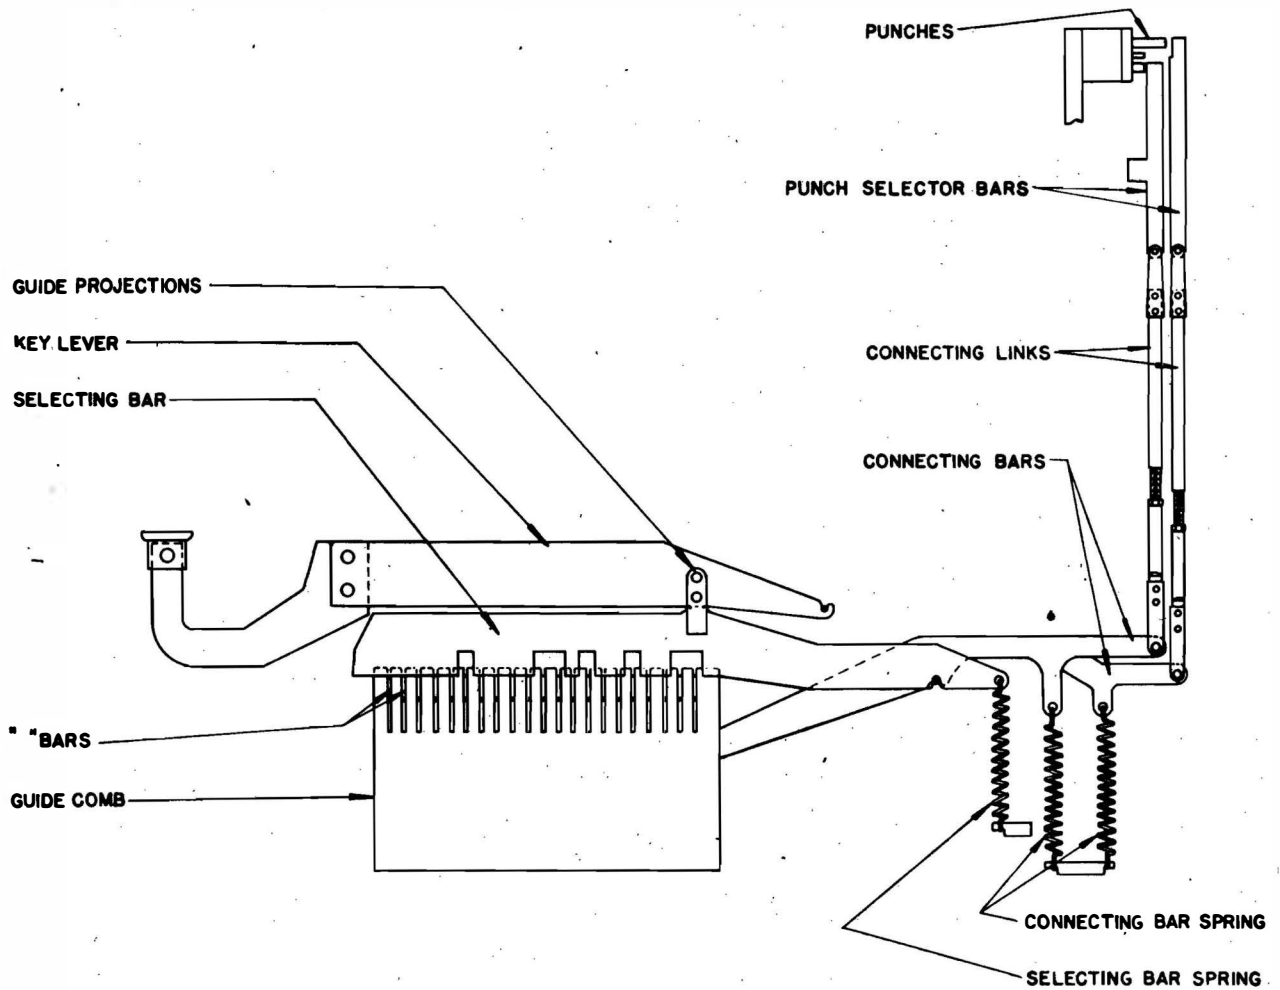 PUNCHES
PUNCH SELECTOR BARS
GUIDE PROJECTIONS
KEY LEVER
CONNECTING LINKS
SELECTING BAR
CONNECTING BARS
" "BARS
GUIDE COMB
CONNECTING BAR SPRING
SELECTING BAR SPRING